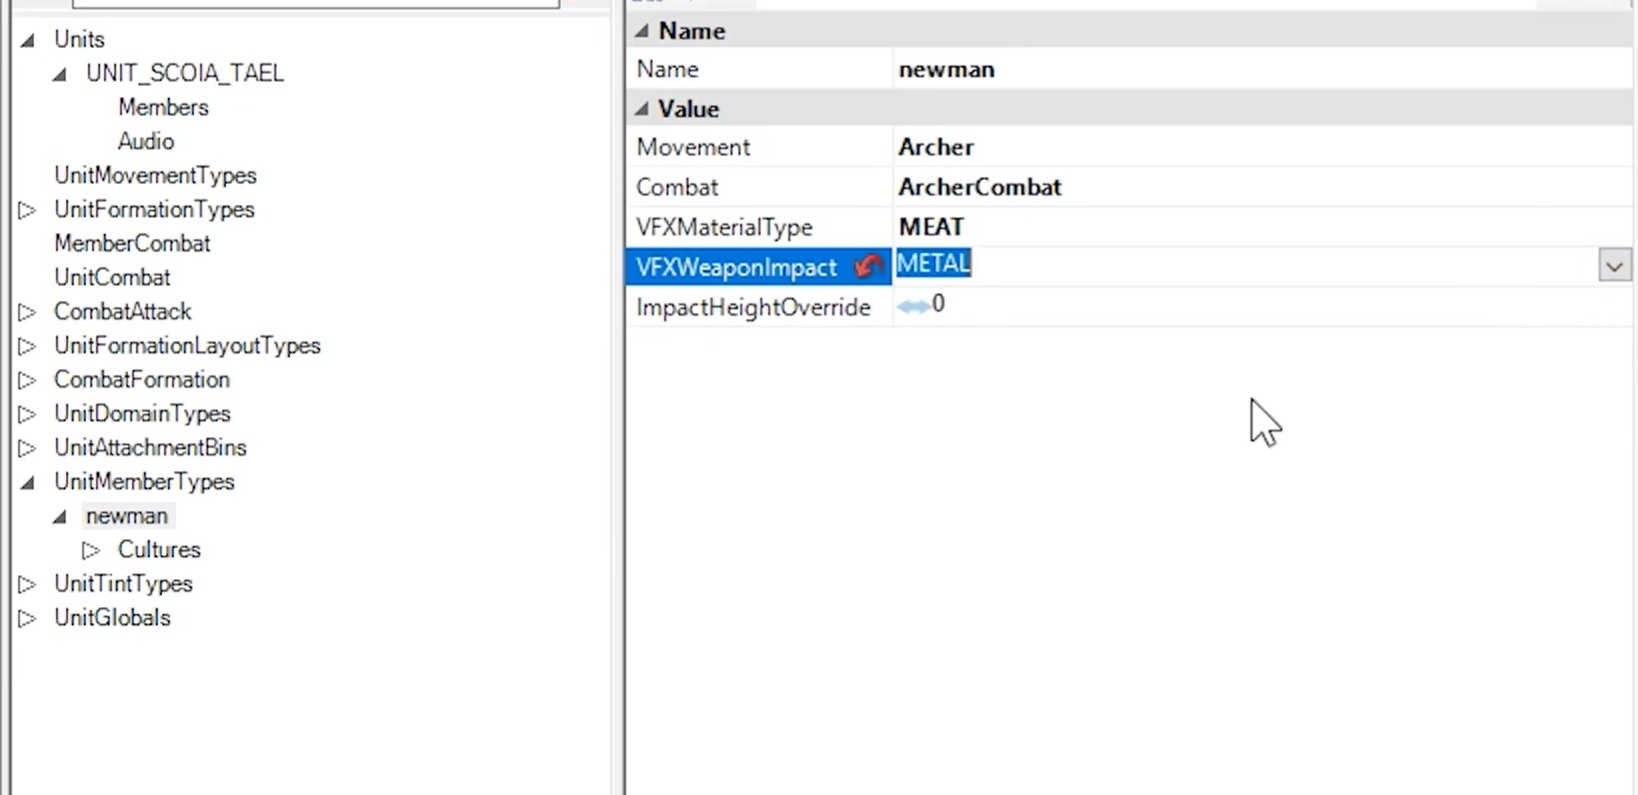 Units
UNIT_SCOIA_TAEL
Members
Audio
UnitMovementTypes
UnitFormationTypes
MemberCombat
UnitCombat
CombatAttack
UnitFormationLayoutTypes
CombatFormation
UnitDomainTypes
UnitAttachmentBins
UnitMemberTypes
newman
Cultures
UnitTintTypes
UnitGlobals
Name
Name newman
Value
Movement Archer
Combat ArcherCombat
VFXMaterialType MEAT
VFXWeaponImpact METAL
ImpactHeightOverride 0